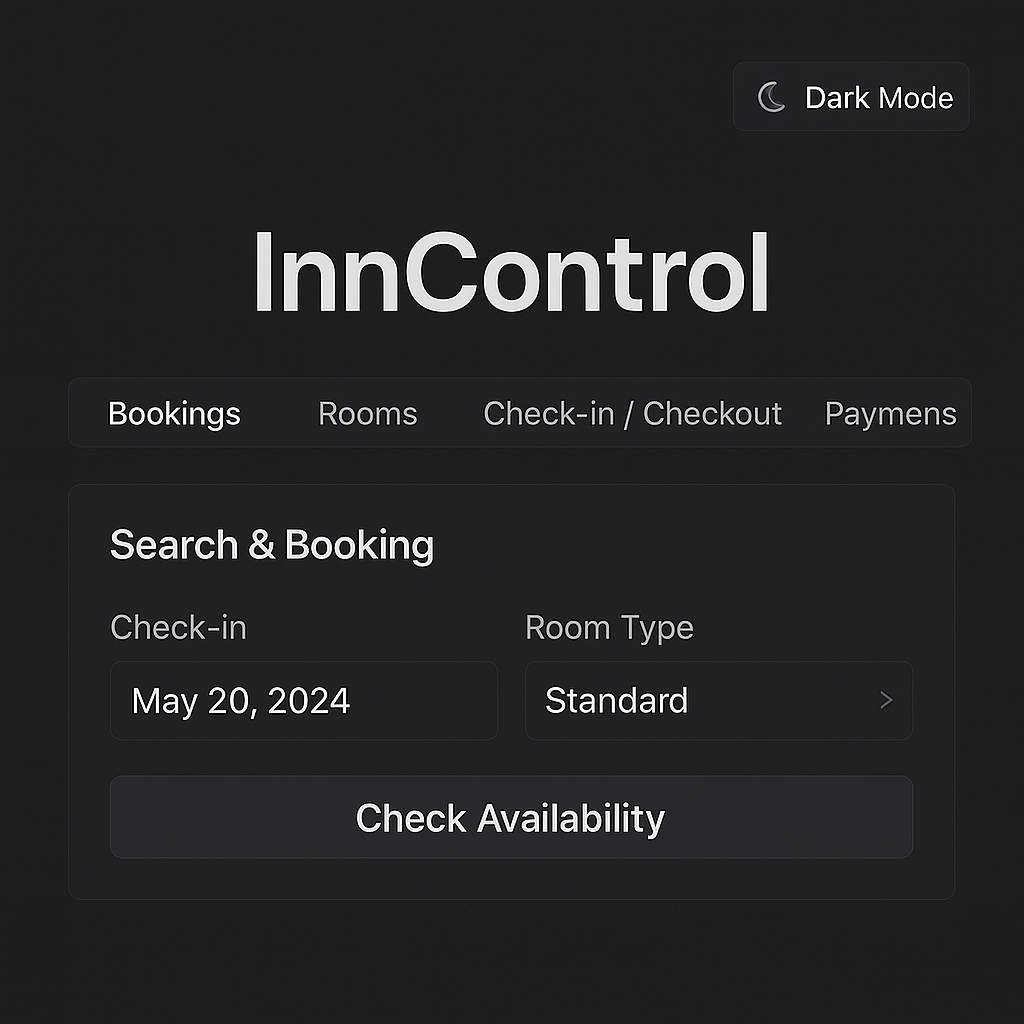 Dark Mode
InnControl
Bookings Rooms Check-in / Checkout Paymens
Search & Booking
Check-in Room Type
May 20, 2024 Standard
Check Availability